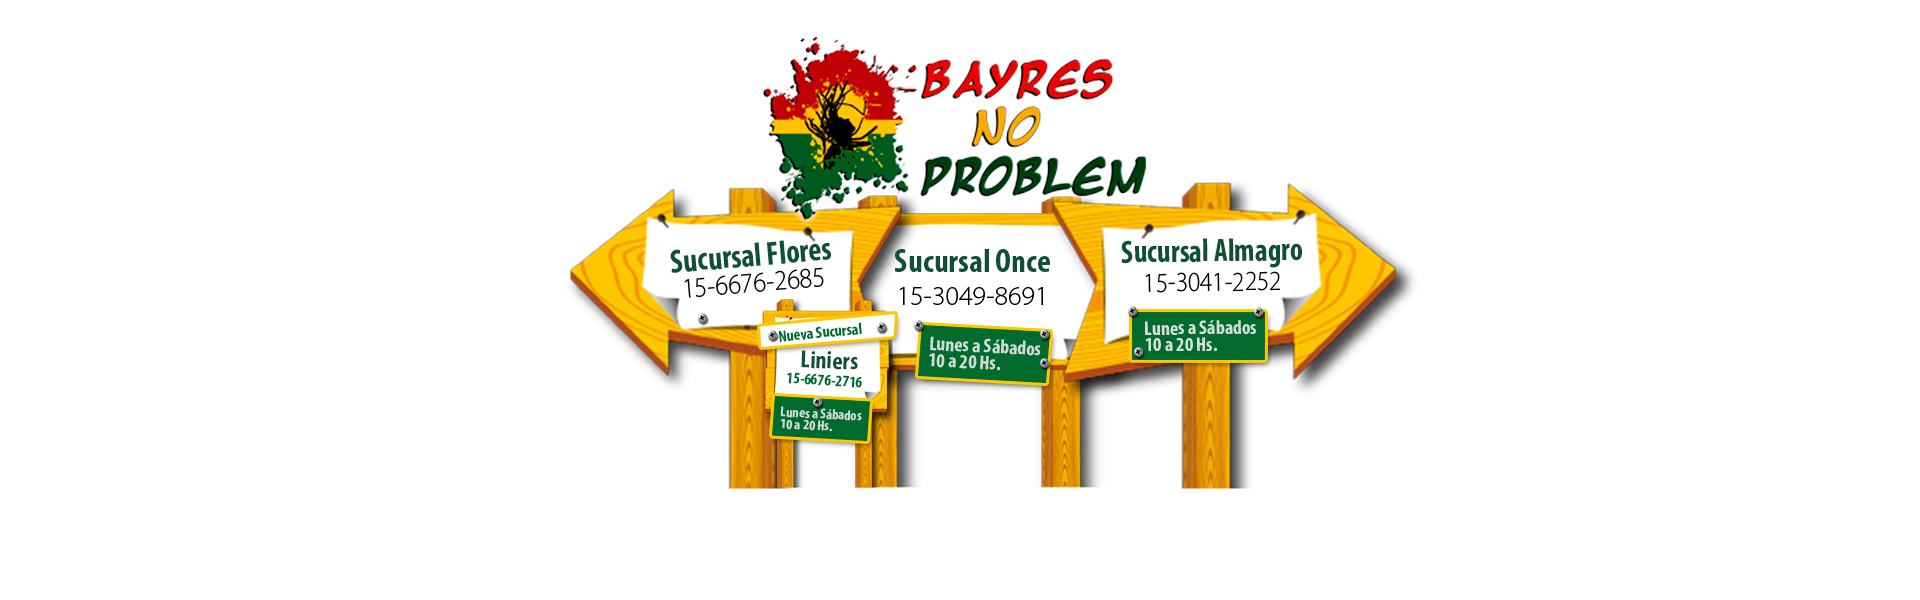 BAYRES
NO
PROBLEM
Sucursal Flores
15-6676-2685
Sucursal Once
15-3049-8691
Sucursal Almagro
15-3041-2252
Nueva Sucursal
Liniers
15-6676-2716
Lunes a Sábados
10 a 20 Hs.
Lunes a Sábados
10 a 20 Hs.
Lunes a Sábados
10 a 20 Hs.